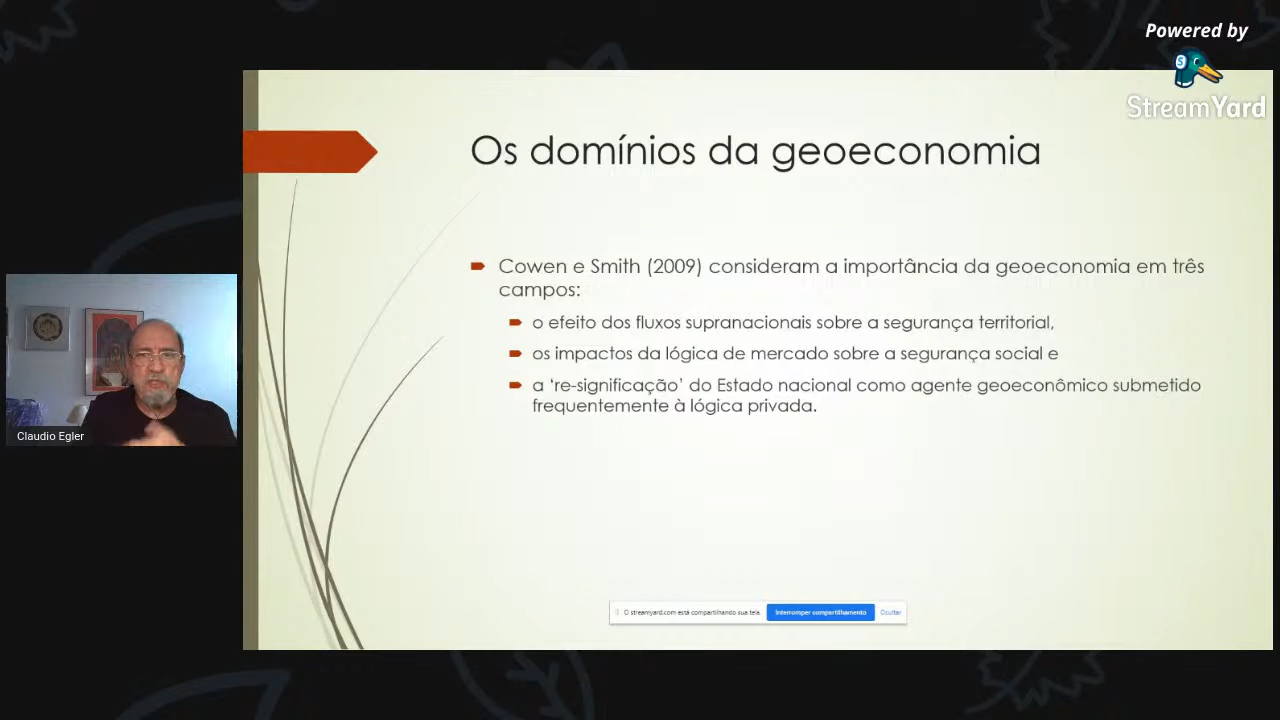 Powered by
StreamYard
Os domínios da geoeconomia
Cowen e Smith (2009) consideram a importância da geoeconomia em três
campos:
o efeito dos fluxos supranacionais sobre a segurança territorial,
os impactos da lógica de mercado sobre a segurança social e
a ‘re-significação’ do Estado nacional como agente geoeconômico submetido
frequentemente à lógica privada.
Claudio Egler
O streamyard.com está compartilhando sua tela. Interromper compartilhamento Ocultar